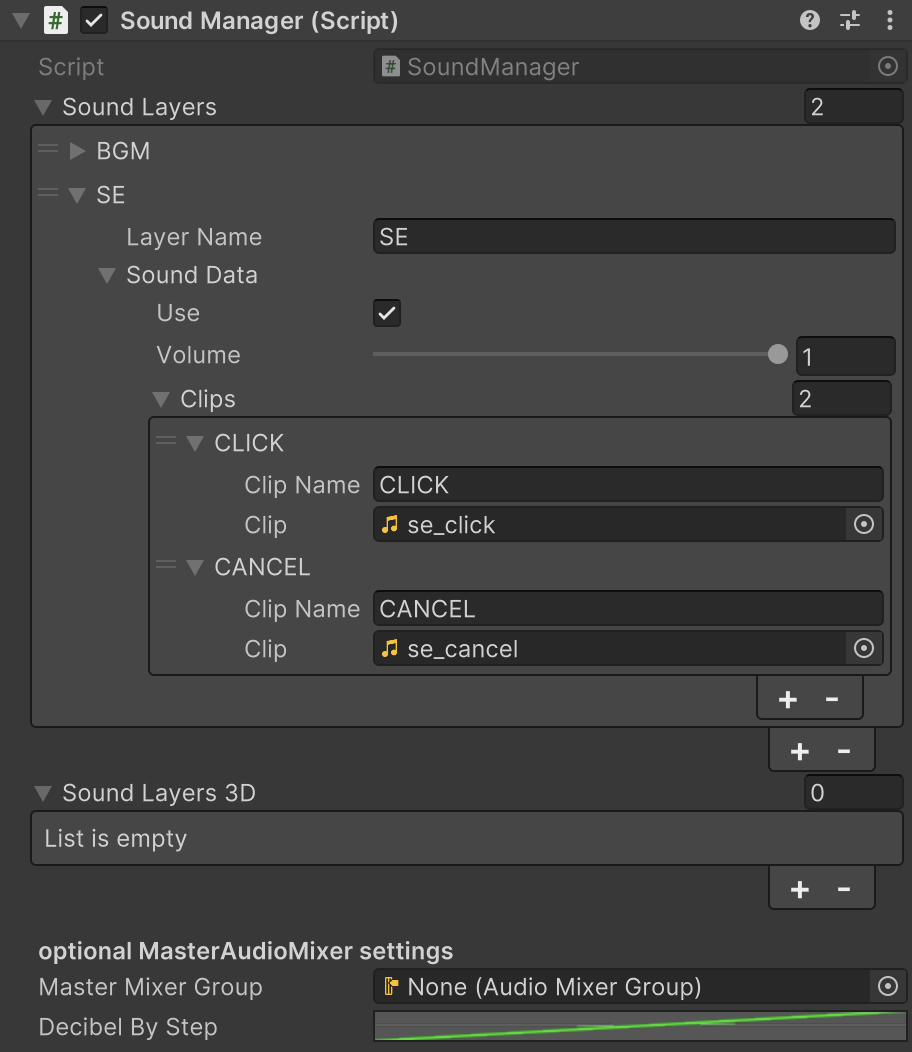 Sound Manager (Script)
Script SoundManager
Sound Layers 2
BGM
SE
Layer Name SE
Sound Data
Use
Volume 1
Clips 2
CLICK
Clip Name CLICK
Clip se_click
CANCEL
Clip Name CANCEL
Clip se_cancel
+ -
+ -
Sound Layers 3D 0
List is empty
+ -
optional MasterAudioMixer settings
Master Mixer Group None (Audio Mixer Group)
Decibel By Step